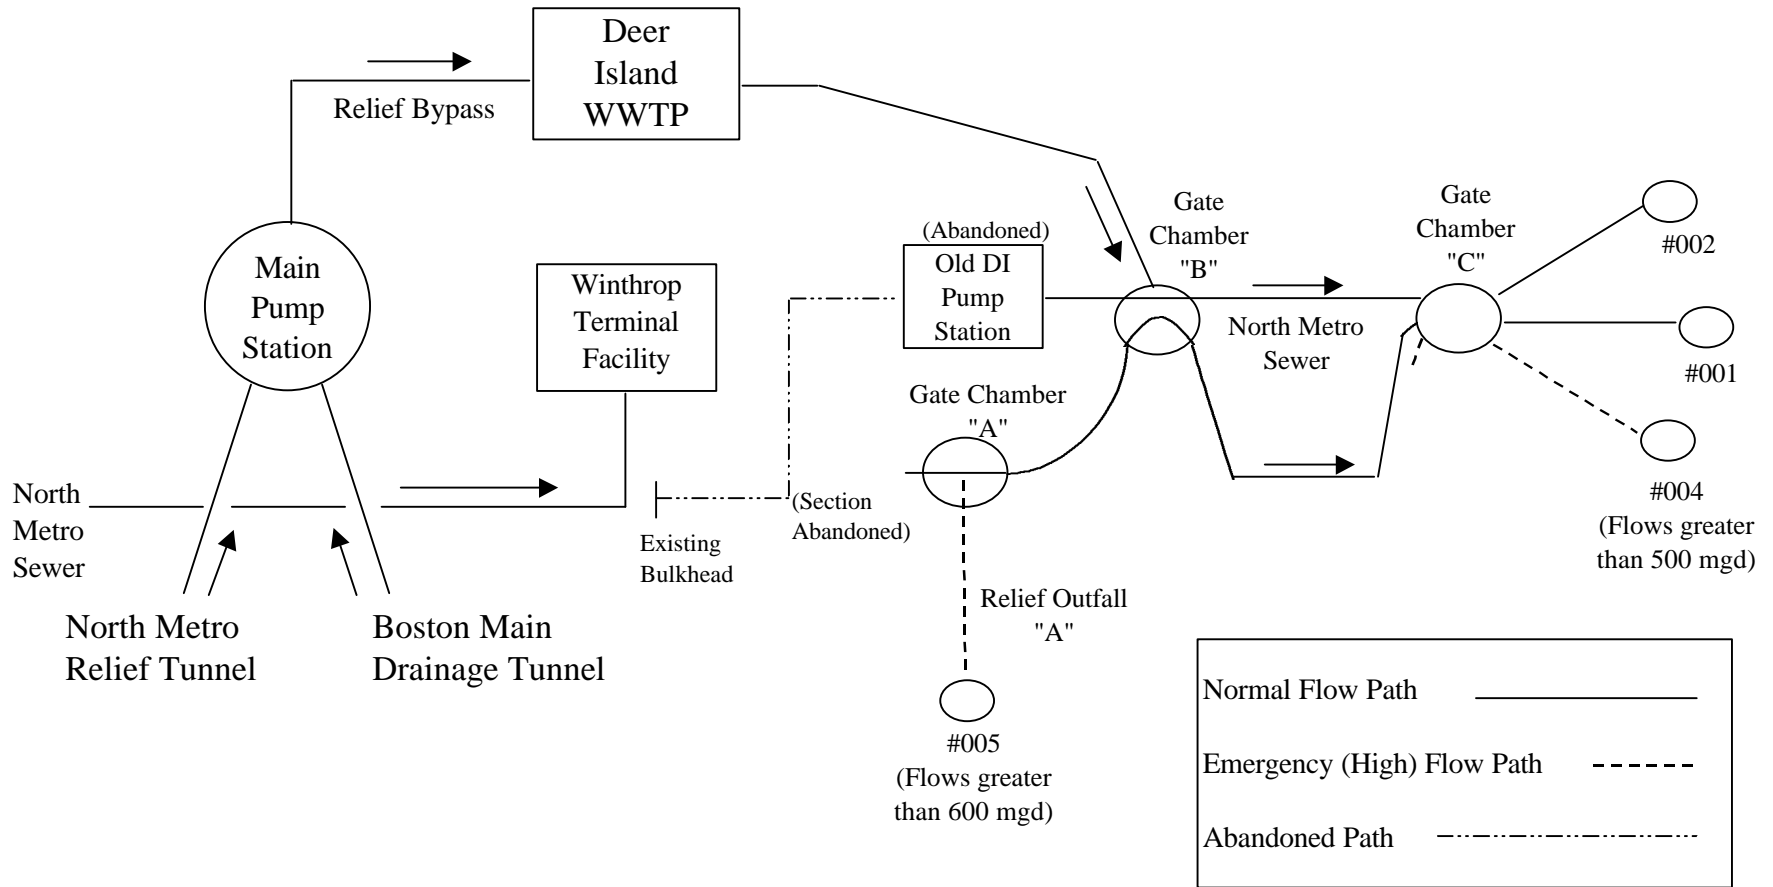 Deer
Island
WWTP
Relief Bypass
Main
Pump
Station
Winthrop
Terminal
Facility
(Abandoned)
Old DI
Pump
Station
Gate
Chamber
"B"
Gate
Chamber
"C"
#002
North Metro
Sewer
#001
Gate Chamber
"A"
#004
(Flows greater
than 500 mgd)
North
Metro
Sewer
(Section
Abandoned)
Existing
Bulkhead
North Metro
Relief Tunnel
Boston Main
Drainage Tunnel
Relief Outfall
"A"
#005
(Flows greater
than 600 mgd)
Normal Flow Path
Emergency (High) Flow Path
Abandoned Path